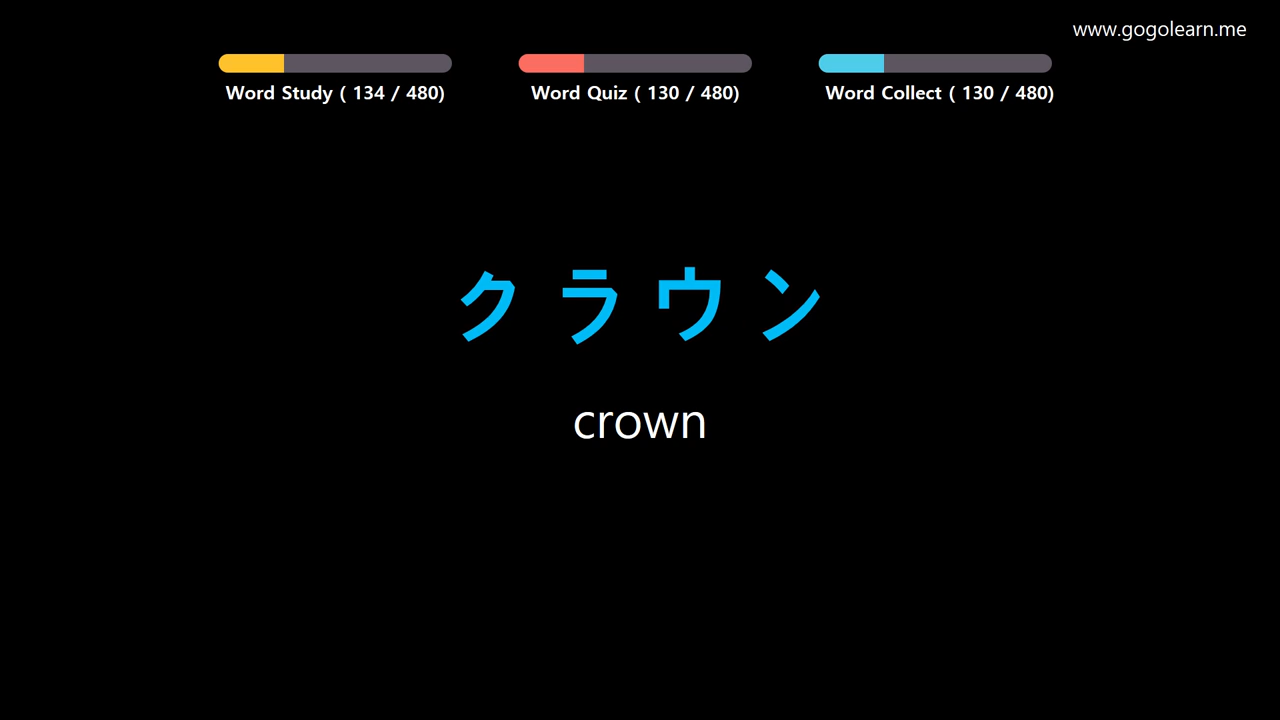 www.gogolearn.me
Word Study ( 134 / 480)
Word Quiz ( 130 / 480)
Word Collect ( 130 / 480)
クラウン
crown